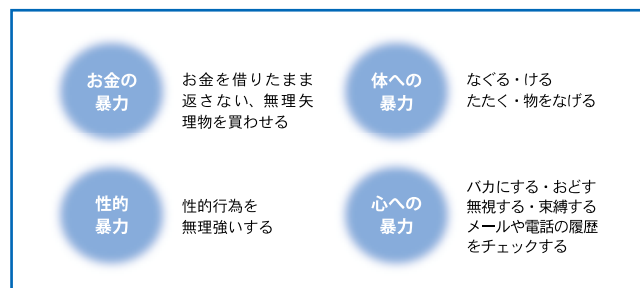 お金の
暴力
お金を借りたまま
返さない、無理矢
理物を買わせる
体への
暴力
なぐる・ける
たたく・物をなげる
性的
暴力
性的行為を
無理強いする
心への
暴力
バカにする・おどす
無視する・束縛する
メールや電話の履歴
をチェックする